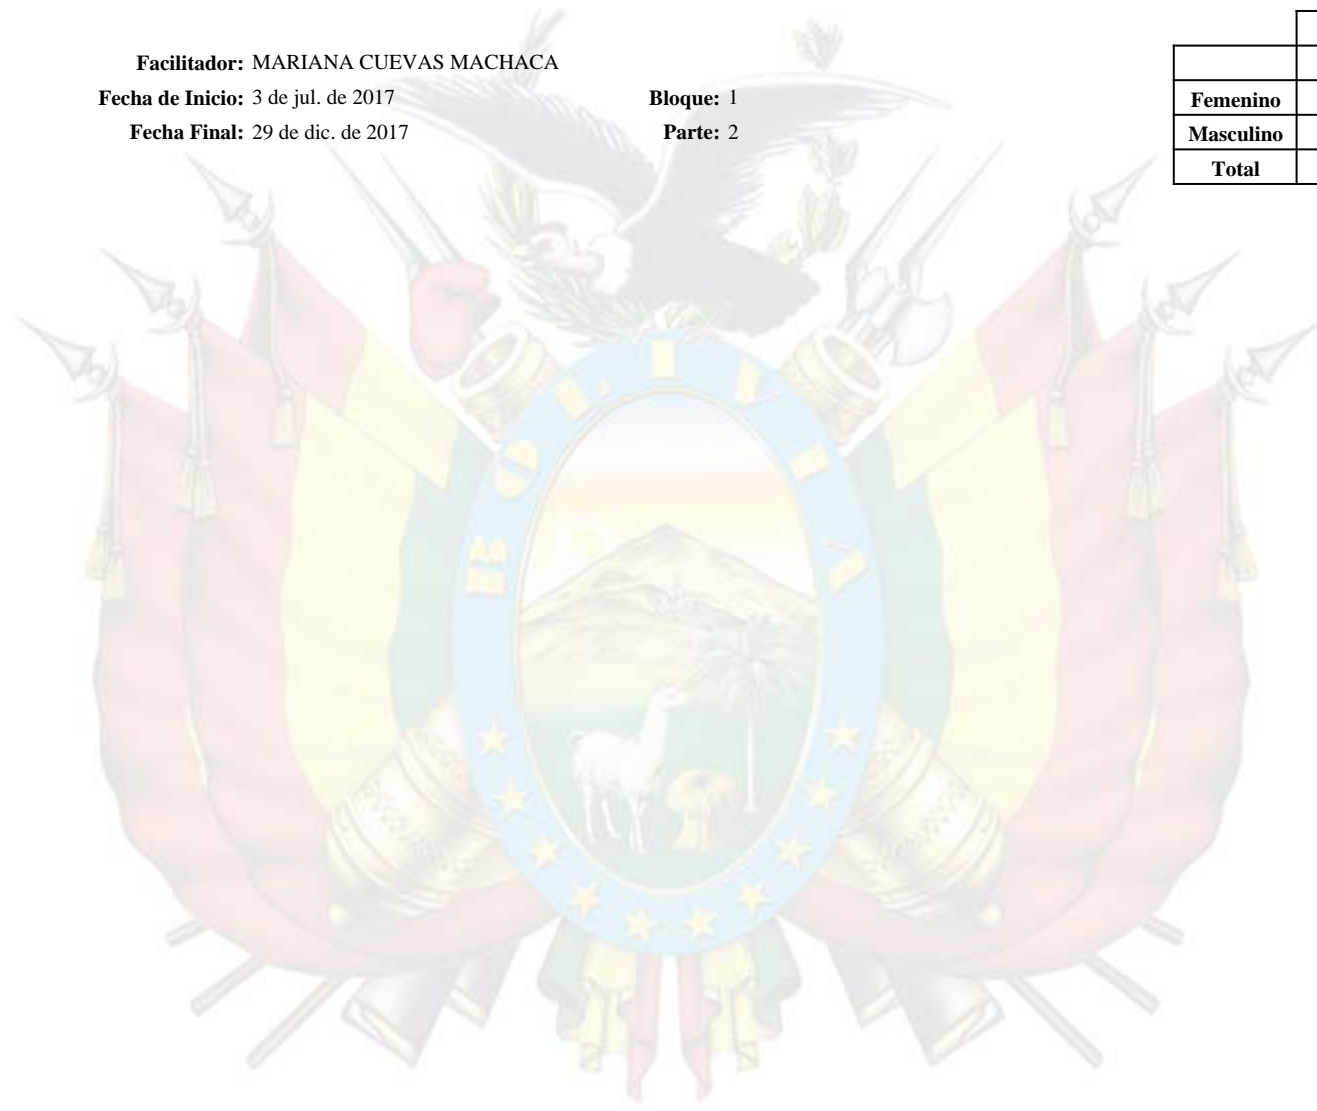 Facilitador: MARIANA CUEVAS MACHACA
Fecha de Inicio: 3 de jul. de 2017 Bloque: 1
Fecha Final: 29 de dic. de 2017 Parte: 2
Femenino
Masculino
Total
BOLIVIA